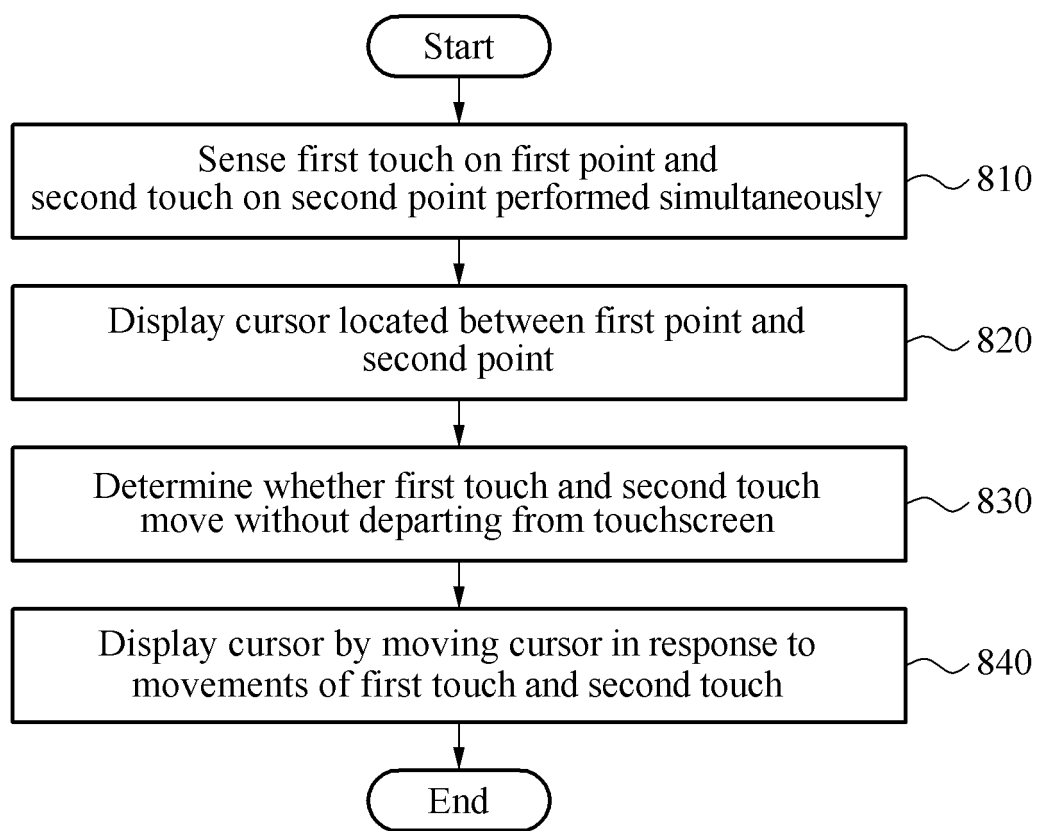 Start
Sense first touch on first point and
second touch on second point performed simultaneously
810
Display cursor located between first point and
second point
820
Determine whether first touch and second touch
move without departing from touchscreen
830
Display cursor by moving cursor in response to
movements of first touch and second touch
840
End